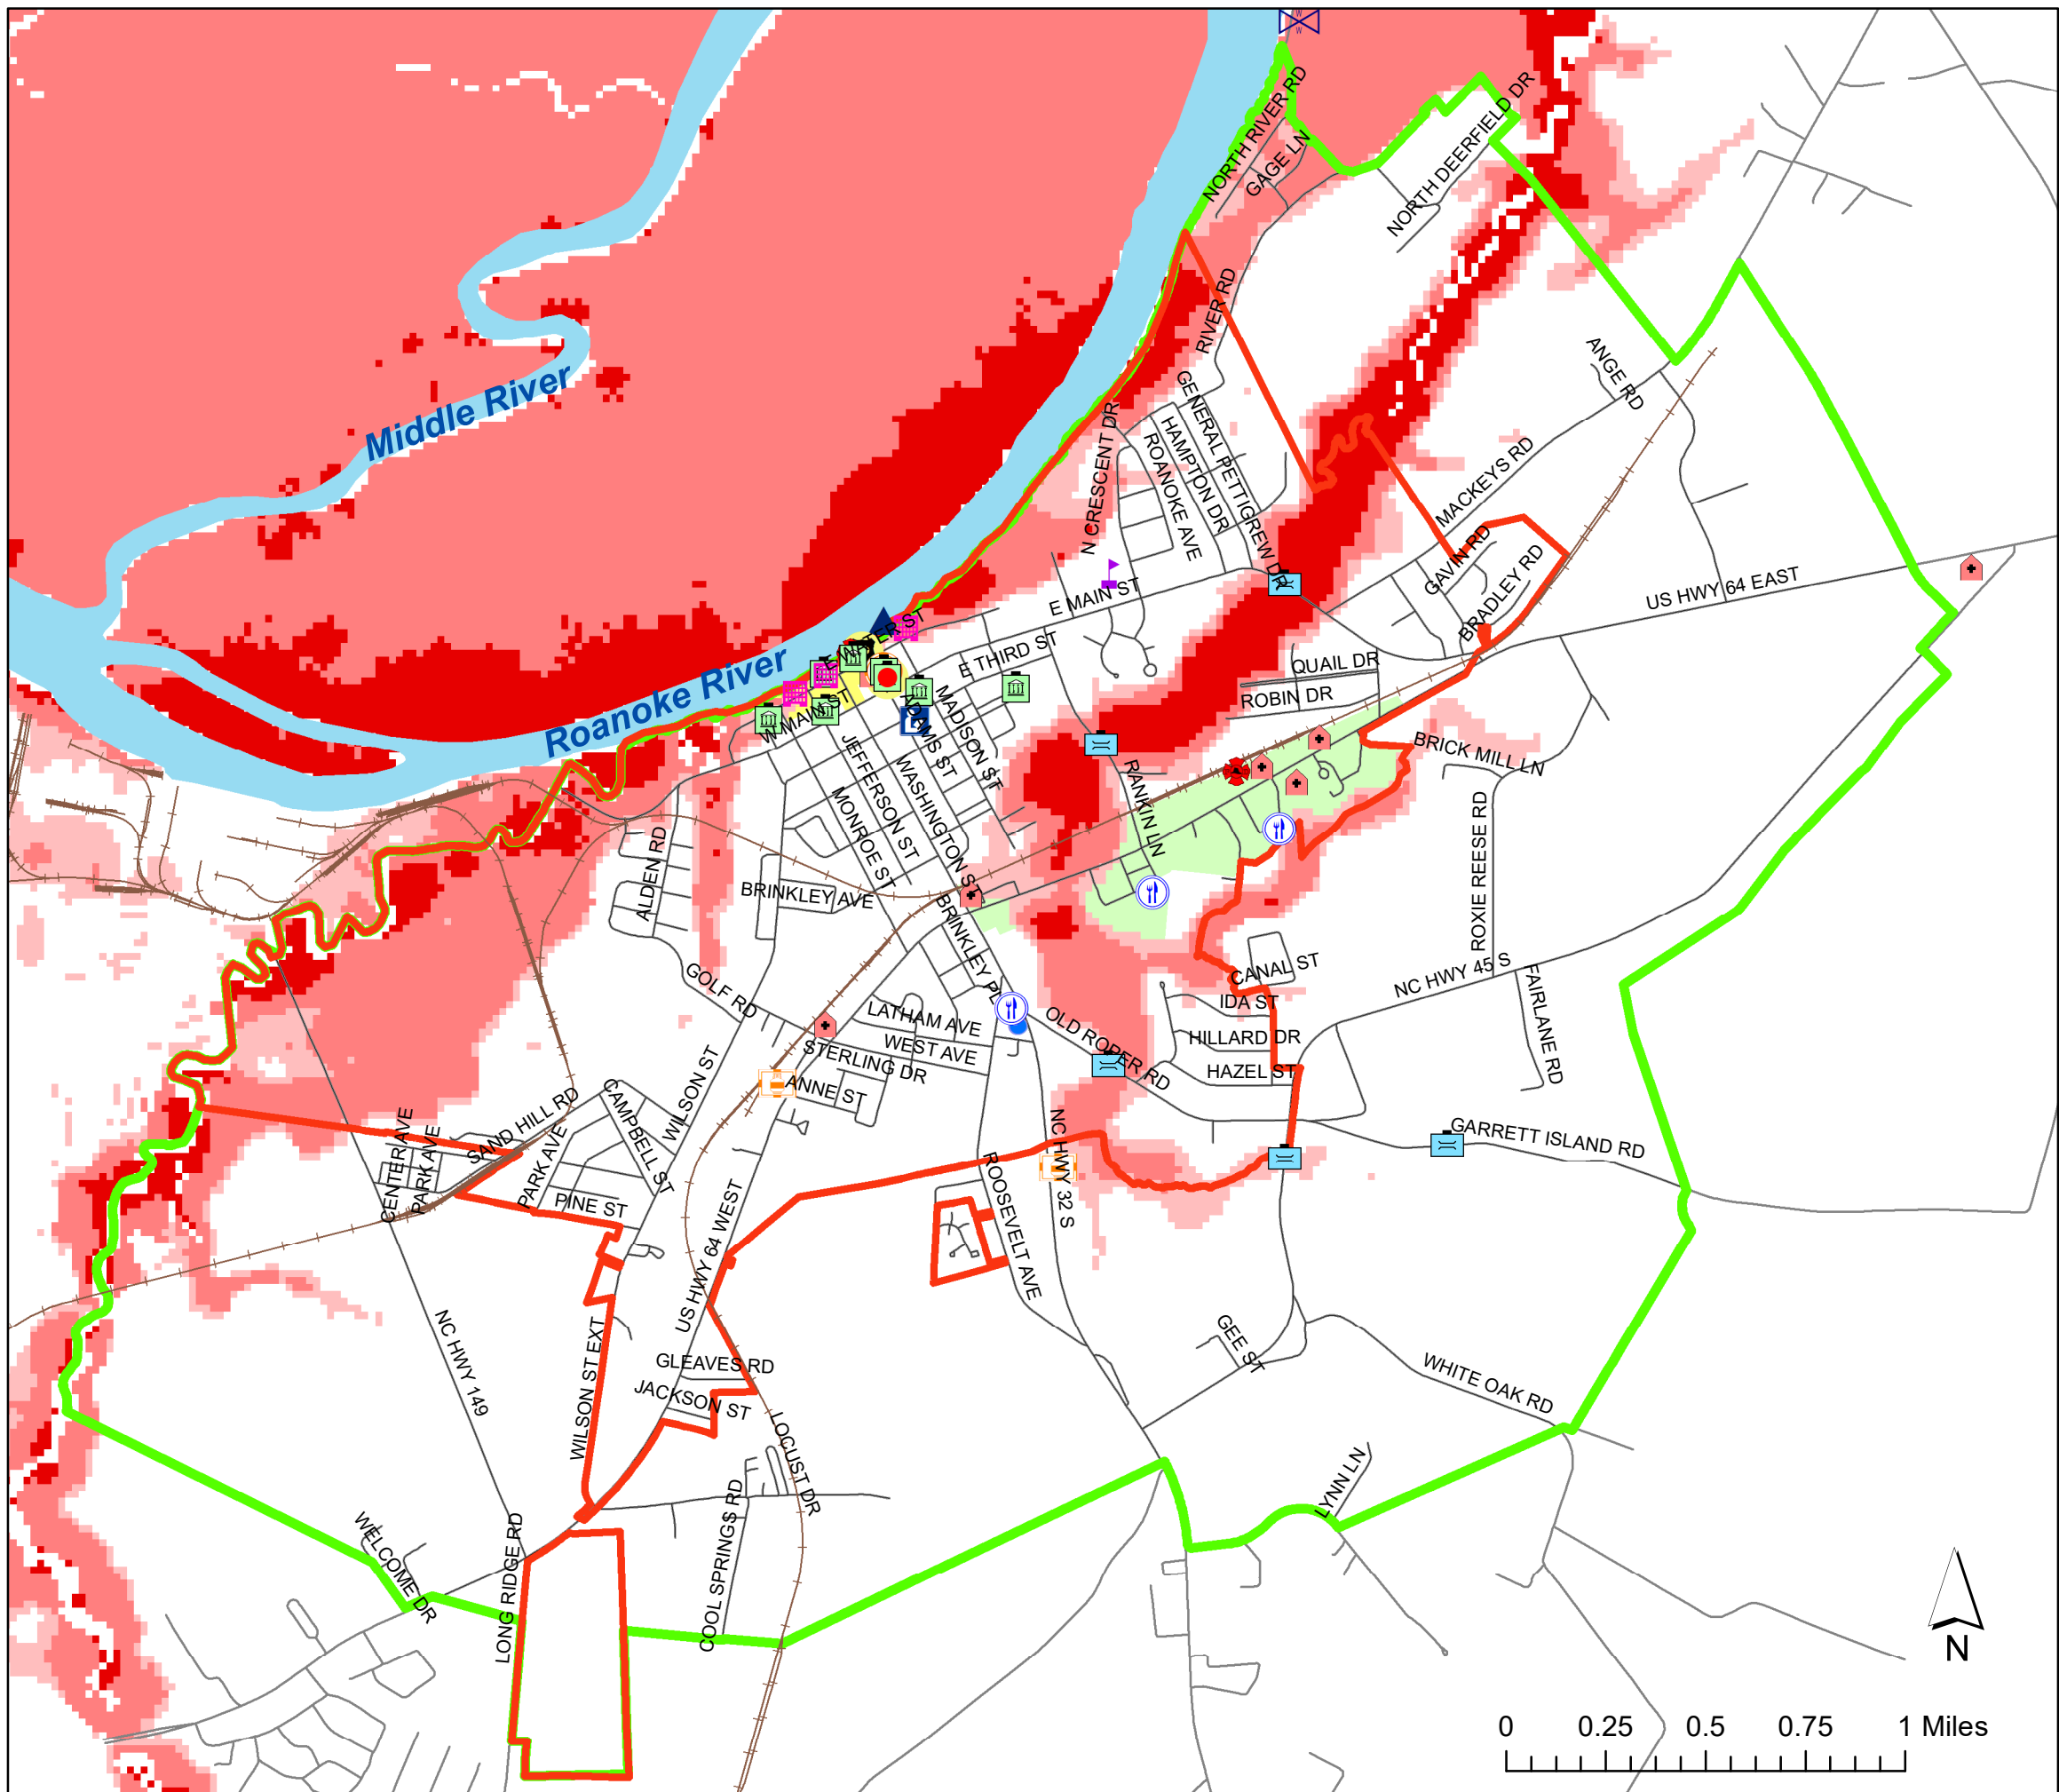 W
W
NORTH RIVER RD
GAGE LN
NORTH DEERFIELD DR
RIVER RD
Middle River
ANGE RD
GENERAL PETTIGREW DR
HAMPTON DR
ROANOKE AVE
N CRESCENT DR
MACKEYS RD
GAVIN RD
BRADLEY RD
US HWY 64 EAST
E MAIN ST
E WATER ST
E THIRD ST
QUAIL DR
ROBIN DR
Roanoke River
W MAIN ST
MADISON ST
ADAMS ST
BRICK MILL LN
JEFFERSON ST
WASHINGTON ST
MONROE ST
RANKIN LN
ALDEN RD
BRINKLEY AVE
ROXIE REESE RD
BRINKLEY PL
GOLF RD
CANAL ST
NC HWY 45 S
IDA ST
FAIRLANE RD
LATHAM AVE
OLD ROPER RD
HILLARD DR
WEST AVE
STERLING DR
HAZEL ST
ANNE ST
WILSON ST
CAMPBELL ST
SAND HILL RD
CENTER AVE
PARK AVE
PARK AVE
PINE ST
NC HWY 32 S
GARRETT ISLAND RD
ROOSEVELT AVE
US HWY 64 WEST
NC HWY 149
WILSON ST EXT
GLEAVES RD
JACKSON ST
GEE ST
WHITE OAK RD
LOCUST DR
LYNN LN
WELCOME DR
LONG RIDGE RD
COOL SPRINGS RD
N
0 0.25 0.5 0.75 1 Miles